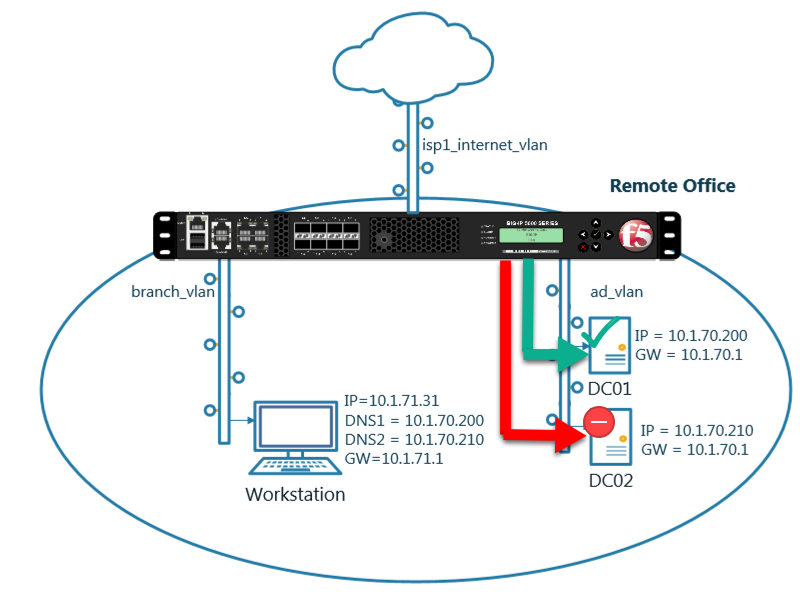 isp1_internet_vlan
Remote Office
BIG-IP 5000 SERIES
f5
branch_vlan
ad_vlan
IP = 10.1.70.200
GW = 10.1.70.1
DC01
IP=10.1.71.31
DNS1 = 10.1.70.200
DNS2 = 10.1.70.210
GW=10.1.71.1
IP = 10.1.70.210
GW = 10.1.70.1
Workstation
DC02